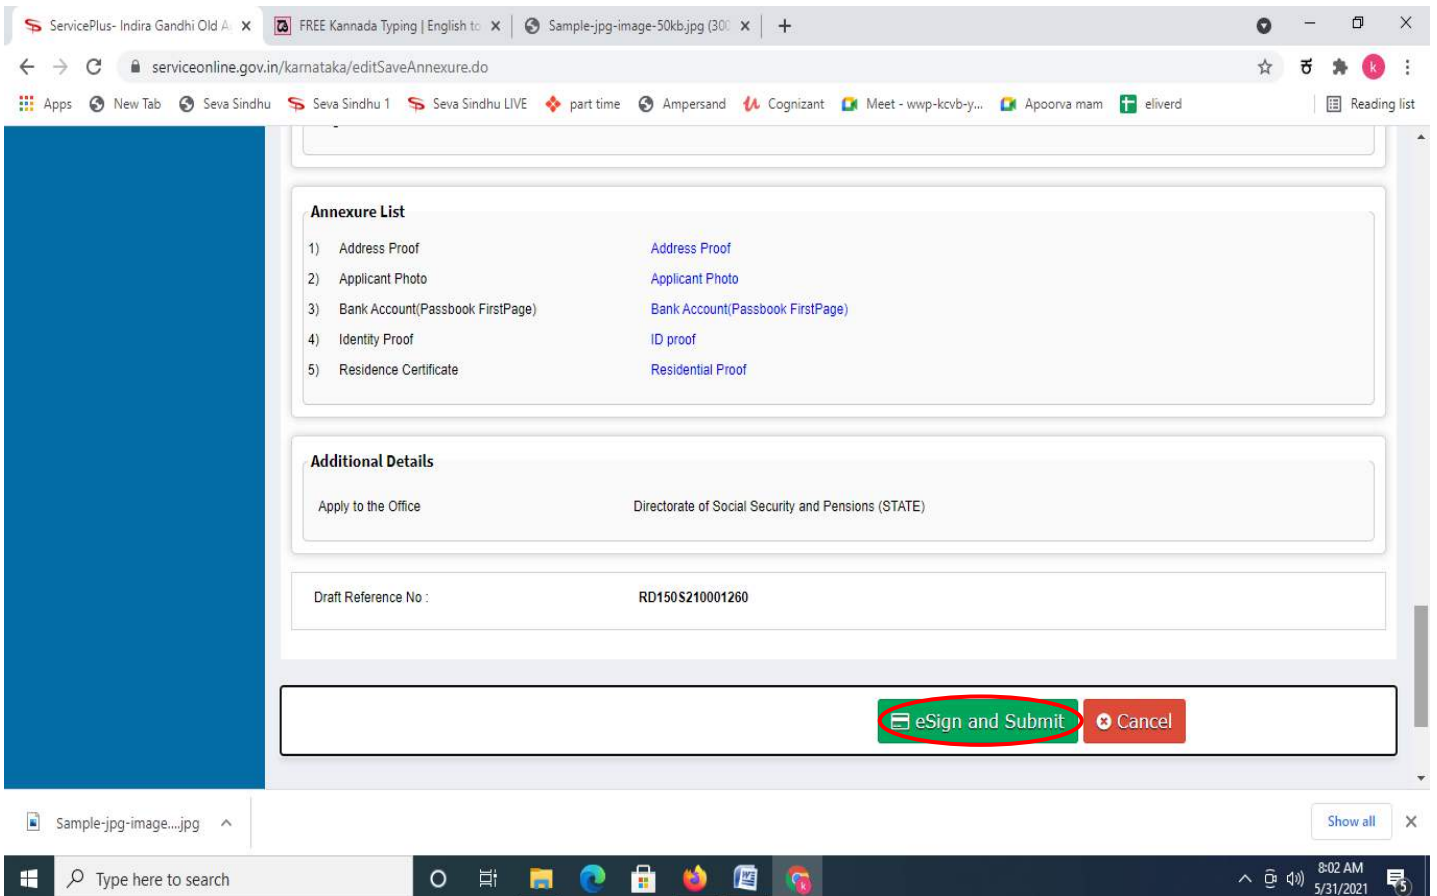 ServicePlus- Indira Gandhi Old A
FREE Kannada Typing | English to
Sample-jpg-image-50kb.jpg (300
serviceonline.gov.in/karnataka/editSaveAnnexure.do
ಕ
k
Apps New Tab Seva Sindhu Seva Sindhu 1 Seva Sindhu LIVE part time Ampersand Cognizant Meet - wwp-kcvb-y... Apoorva mam eliverd Reading list
Annexure List
1) Address Proof Address Proof
2) Applicant Photo Applicant Photo
3) Bank Account(Passbook FirstPage) Bank Account(Passbook FirstPage)
4) Identity Proof ID proof
5) Residence Certificate Residential Proof
Additional Details
Apply to the Office Directorate of Social Security and Pensions (STATE)
Draft Reference No : RD150S210001260
eSign and Submit Cancel
Sample-jpg-image....jpg Show all
Type here to search
8:02 AM
5/31/2021
5